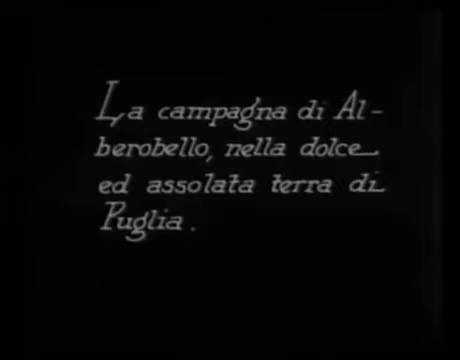 La campagna di Al-
berobello, nella dolce
ed assolata terra di
Puglia.